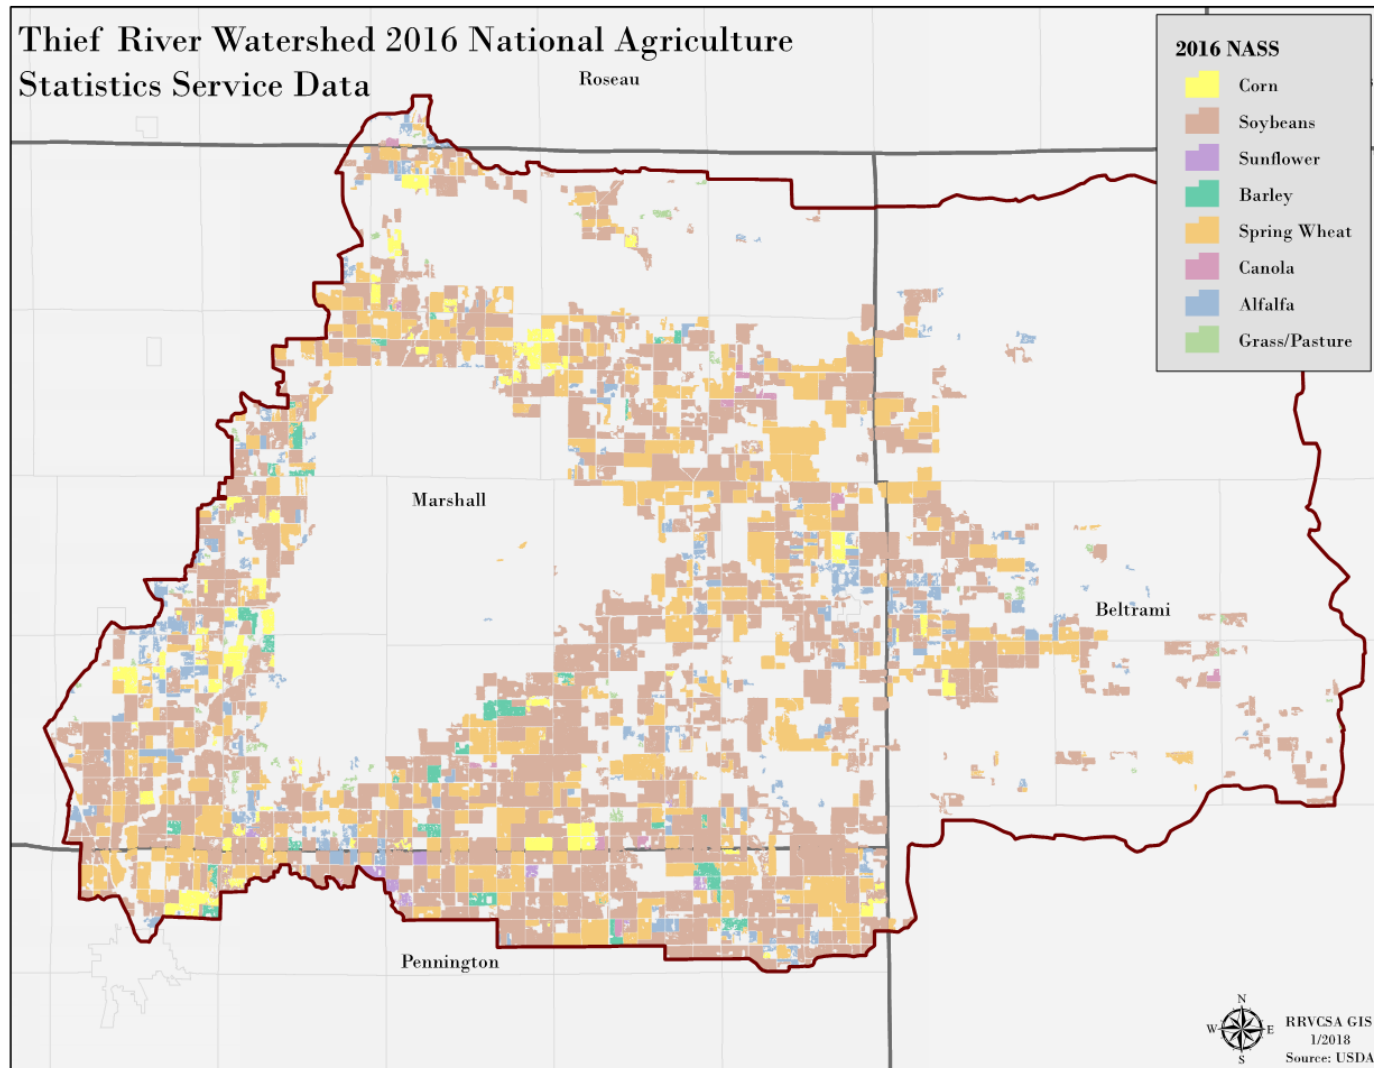 Thief River Watershed 2016 National Agriculture
Statistics Service Data
Roseau
2016 NASS
Corn
Soybeans
Sunflower
Barley
Spring Wheat
Canola
Alfalfa
Grass/Pasture
Marshall
Beltrami
Pennington
N
W
E
S
RRVCSA GIS
1/2018
Source: USDA